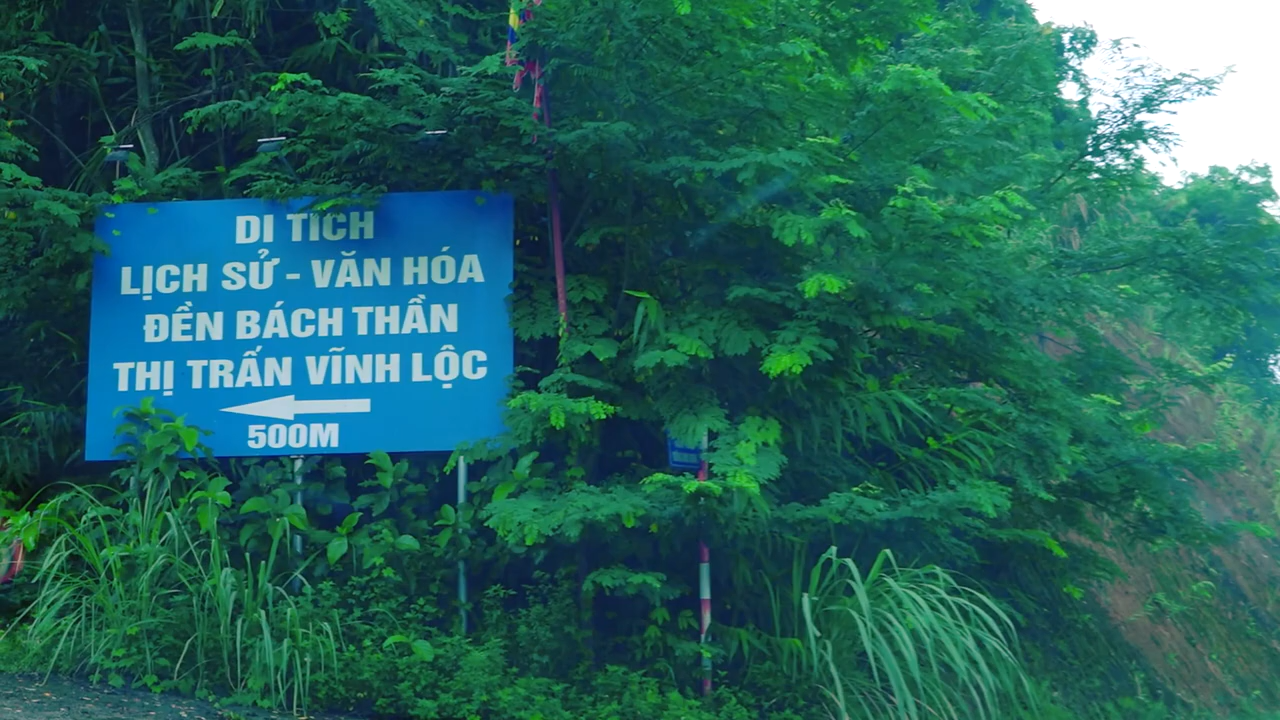 DI TÍCH
LỊCH SỬ - VĂN HÓA
ĐỀN BÁCH THẦN
THỊ TRẤN VĨNH LỘC
500M